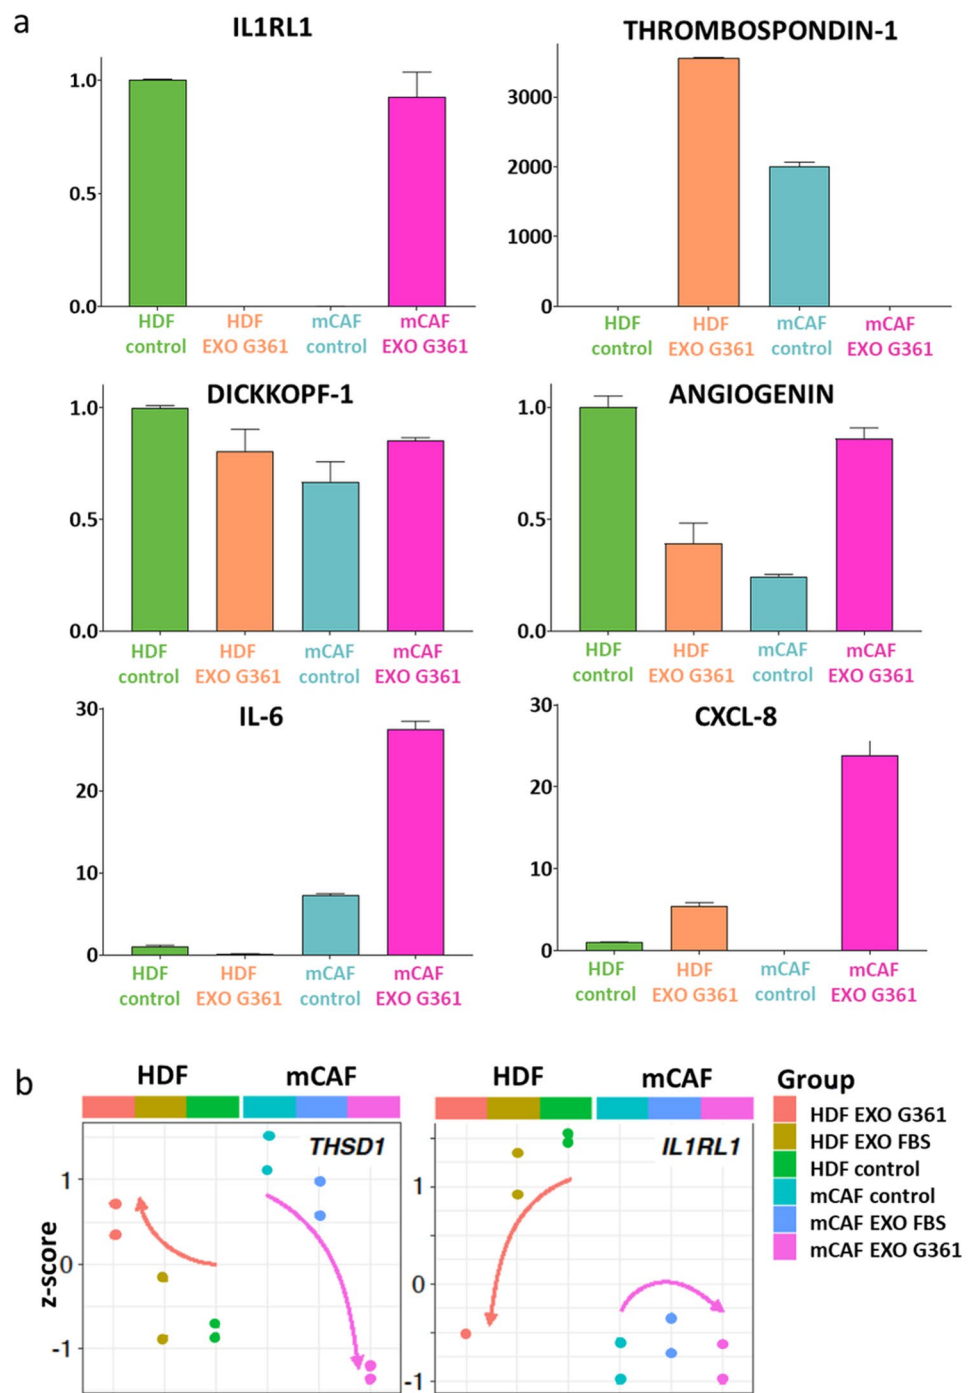 a
IL1RL1
1.0
0.5
0.0
HDF control
HDF EXO G361
mCAF control
mCAF EXO G361
THROMBOSPONDIN-1
3000
2000
1000
0
HDF control
HDF EXO G361
mCAF control
mCAF EXO G361
DICKKOPF-1
1.0
0.5
0.0
HDF control
HDF EXO G361
mCAF control
mCAF EXO G361
ANGIOGENIN
1.0
0.5
0.0
HDF control
HDF EXO G361
mCAF control
mCAF EXO G361
IL-6
30
20
10
0
HDF control
HDF EXO G361
mCAF control
mCAF EXO G361
CXCL-8
30
20
10
0
HDF control
HDF EXO G361
mCAF control
mCAF EXO G361
b
HDF
mCAF
THSD1
z-score
1
0
-1
HDF
mCAF
IL1RL1
1
0
-1
Group
HDF EXO G361
HDF EXO FBS
HDF control
mCAF control
mCAF EXO FBS
mCAF EXO G361